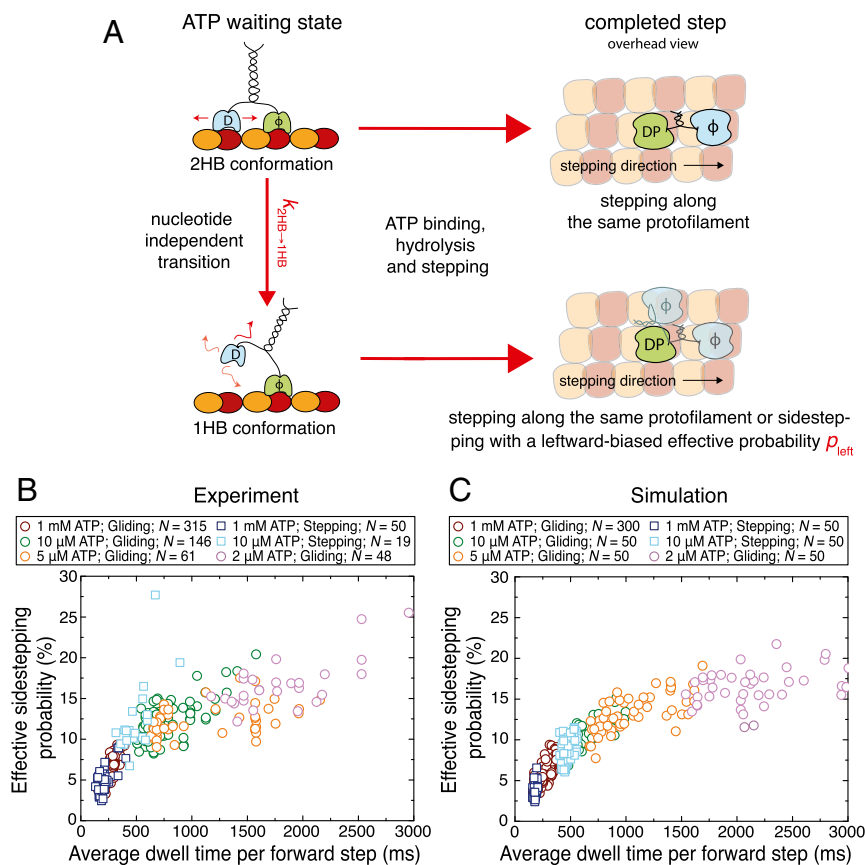 A
ATP waiting state
completed step
overhead view
D
ϕ
2HB conformation
DP
ϕ
stepping direction
stepping along
the same protofilament
nucleotide
independent
transition
k2HB→1HB
ATP binding,
hydrolysis
and stepping
D
ϕ
1HB conformation
ϕ
DP
ϕ
stepping direction
stepping along the same protofilament or sidestep-
ping with a leftward-biased effective probability pleft
B
Experiment
1 mM ATP; Gliding; N = 315
1 mM ATP; Stepping; N = 50
10 µM ATP; Gliding; N = 146
10 µM ATP; Stepping; N = 19
5 µM ATP; Gliding; N = 61
2 µM ATP; Gliding; N = 48
Effective sidestepping
probability (%)
30
25
20
15
10
5
0
0 500 1000 1500 2000 2500 3000
Average dwell time per forward step (ms)
C
Simulation
1 mM ATP; Gliding; N = 300
1 mM ATP; Stepping; N = 50
10 µM ATP; Gliding; N = 50
10 µM ATP; Stepping; N = 50
5 µM ATP; Gliding; N = 50
2 µM ATP; Gliding; N = 50
Effective sidestepping
probability (%)
30
25
20
15
10
5
0
0 500 1000 1500 2000 2500 3000
Average dwell time per forward step (ms)